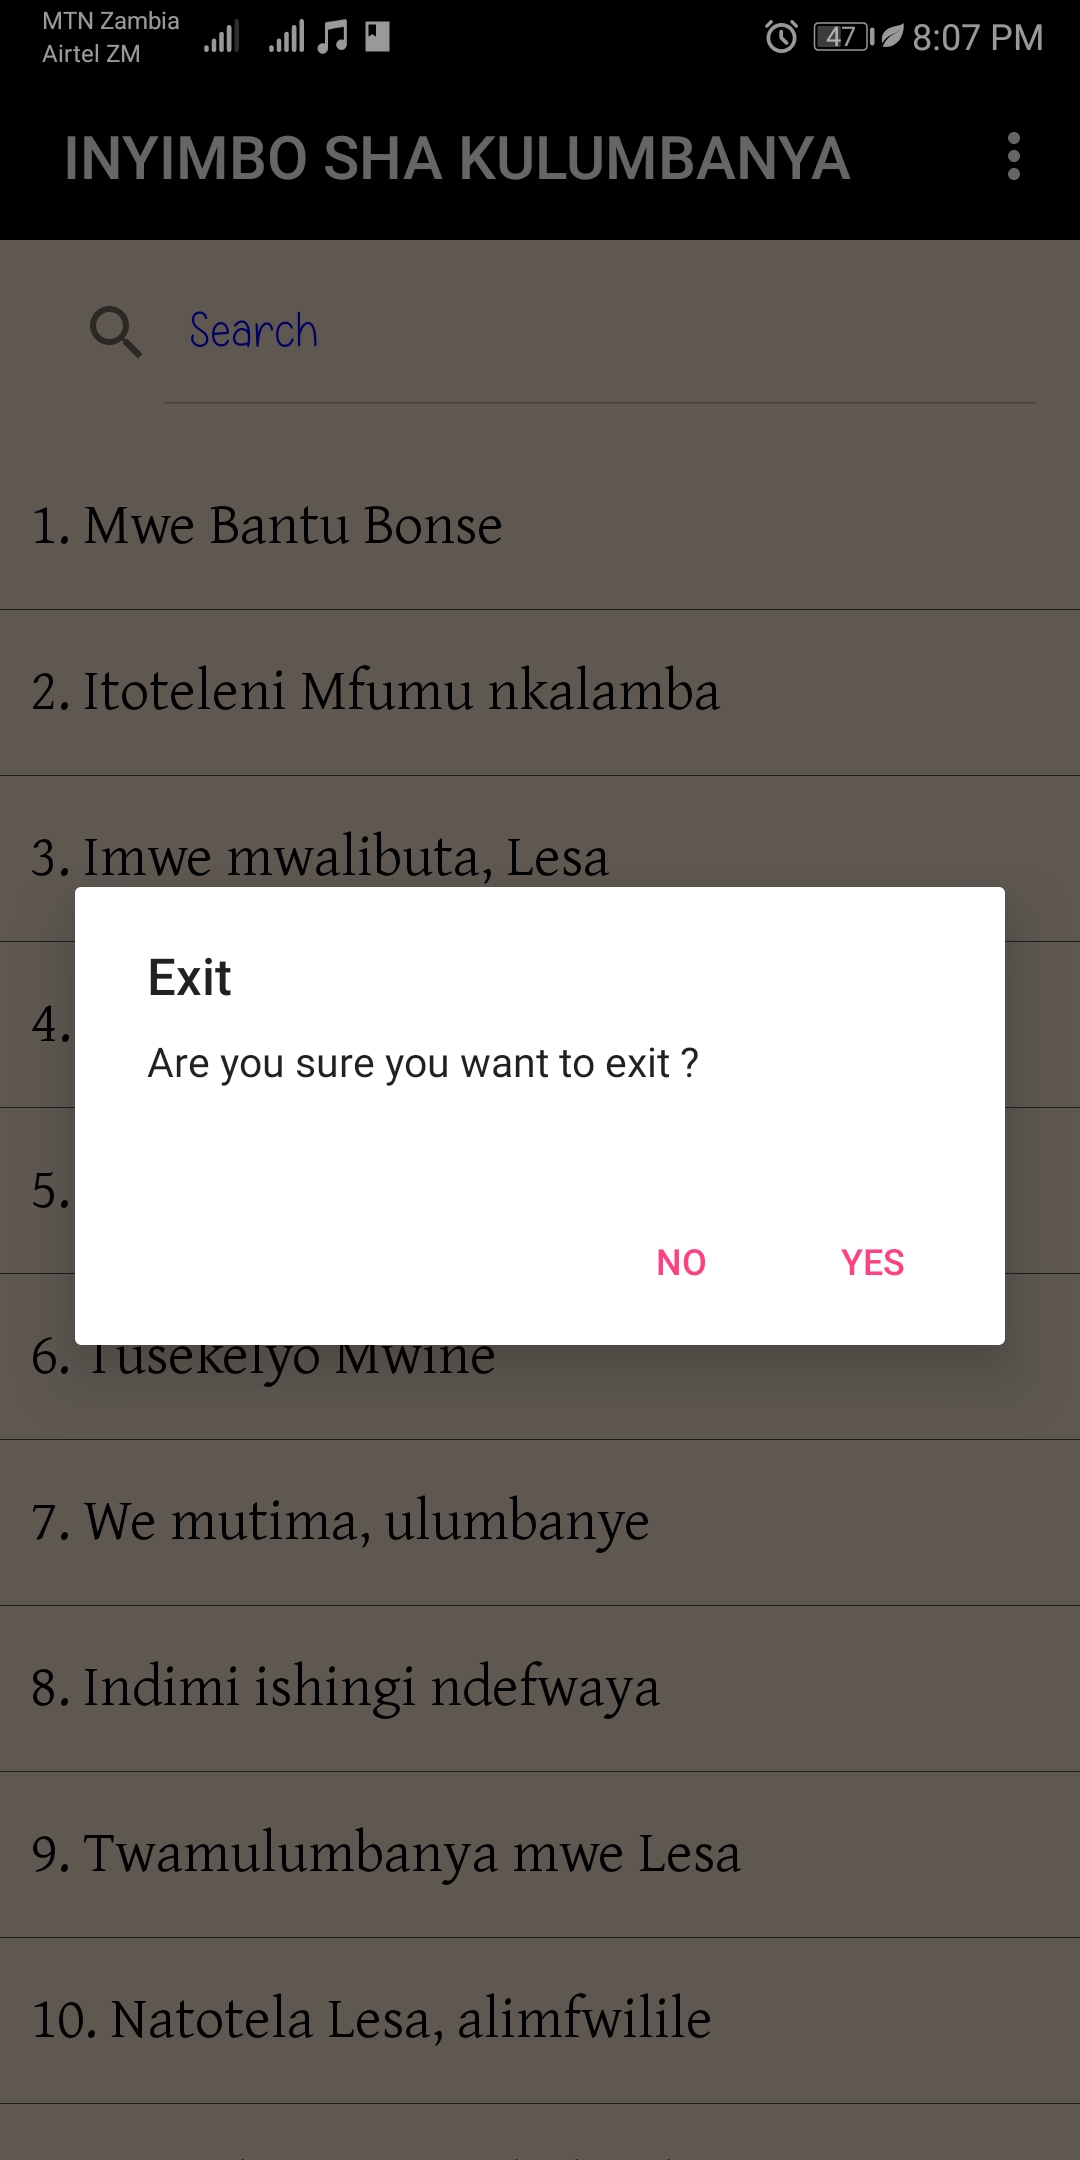 MTN Zambia
Airtel ZM
47
8:07 PM
INYIMBO SHA KULUMBANYA
Search
1. Mwe Bantu Bonse
2. Itoteleni Mfumu nkalamba
3. Imwe mwalibuta, Lesa
4.
Exit
Are you sure you want to exit ?
5.
NO YES
6. Tusekelyo Mwine
7. We mutima, ulumbanye
8. Indimi ishingi ndefwaya
9. Twamulumbanya mwe Lesa
10. Natotela Lesa, alimfwilile